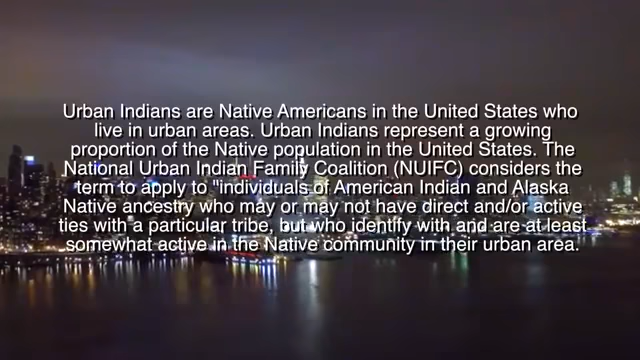 Urban Indians are Native Americans in the United States who
live in urban areas. Urban Indians represent a growing
proportion of the Native population in the United States. The
National Urban Indian Family Coalition (NUIFC) considers the
term to apply to "individuals of American Indian and Alaska
Native ancestry who may or may not have direct and/or active
ties with a particular tribe, but who identify with and are at least
somewhat active in the Native community in their urban area.